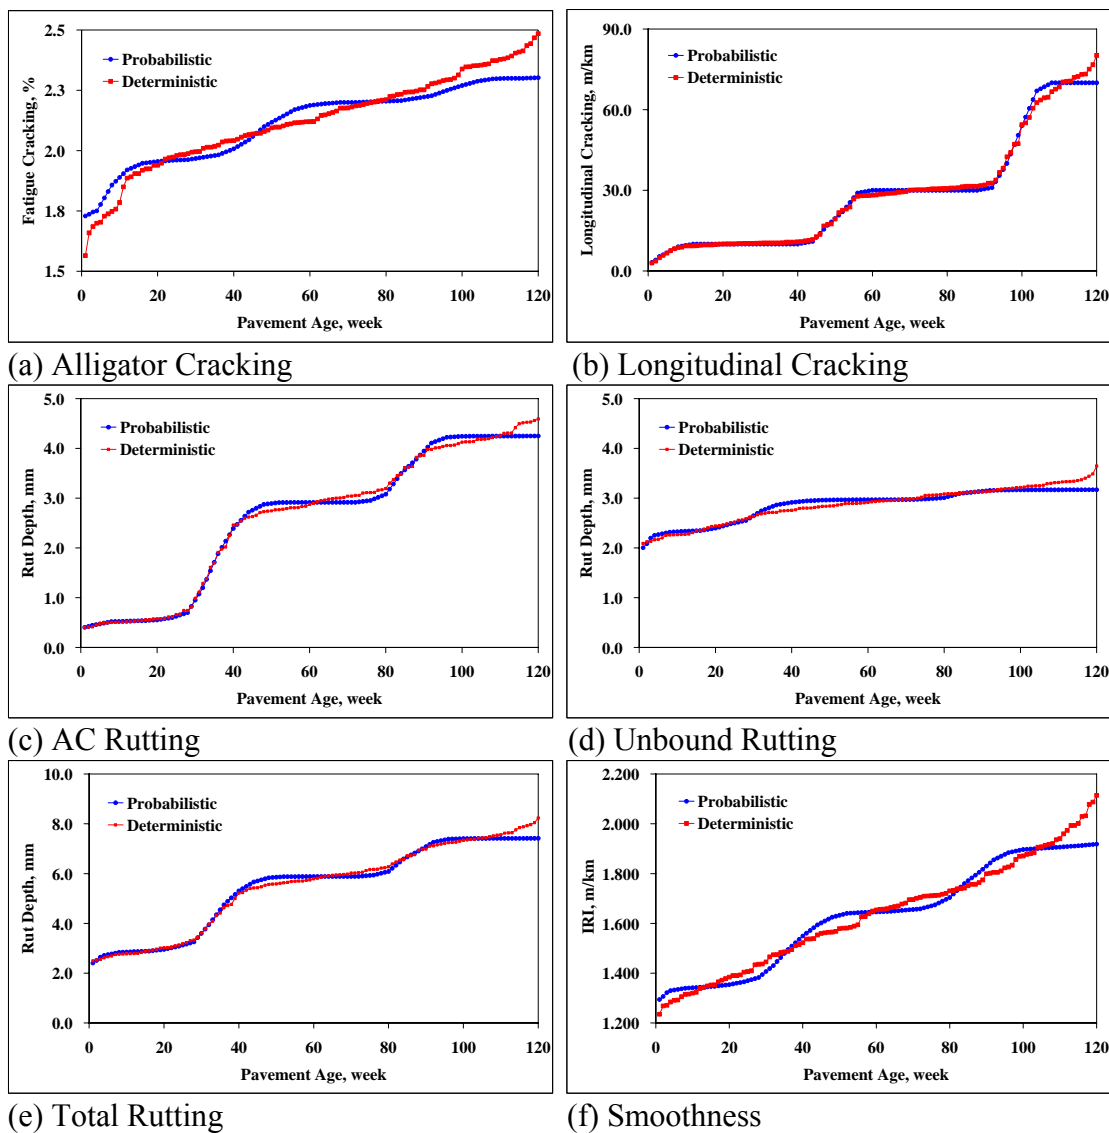 2.5
2.3
2.0
1.8
1.5
Fatigue Cracking, %
Probabilistic
Deterministic
0 20 40 60 80 100 120
Pavement Age, week
90.0
60.0
30.0
0.0
Longitudinal Cracking, m/km
Probabilistic
Deterministic
0 20 40 60 80 100 120
Pavement Age, week
(a) Alligator Cracking
(b) Longitudinal Cracking
5.0
4.0
3.0
2.0
1.0
0.0
Rut Depth, mm
Probabilistic
Deterministic
0 20 40 60 80 100 120
Pavement Age, week
5.0
4.0
3.0
2.0
1.0
0.0
Rut Depth, mm
Probabilistic
Deterministic
0 20 40 60 80 100 120
Pavement Age, week
(c) AC Rutting
(d) Unbound Rutting
10.0
8.0
6.0
4.0
2.0
0.0
Rut Depth, mm
Probabilistic
Deterministic
0 20 40 60 80 100 120
Pavement Age, week
2.200
2.000
1.800
1.600
1.400
1.200
IRI, m/km
Probabilistic
Deterministic
0 20 40 60 80 100 120
Pavement Age, week
(e) Total Rutting
(f) Smoothness